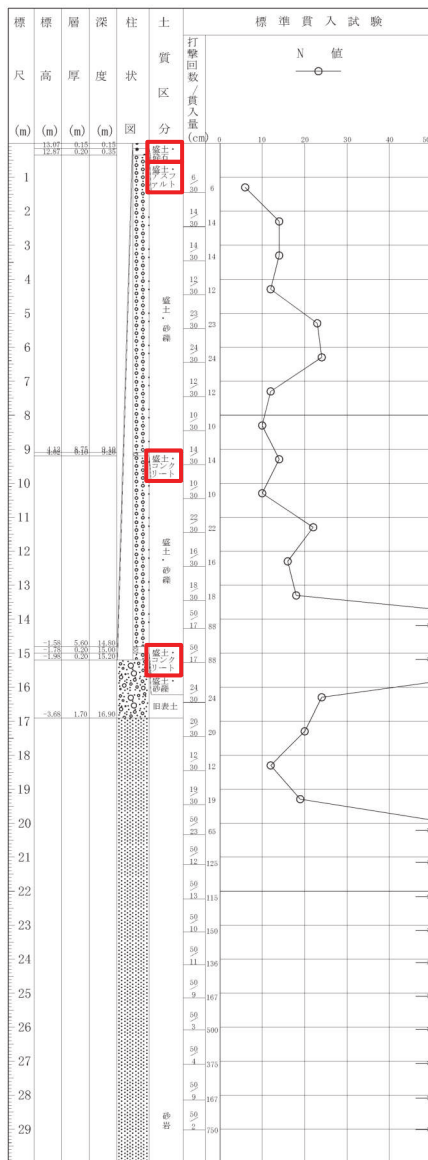 標尺(m) 標高(m) 層厚(m) 深度(m) 柱状図 土質区分 打撃回数/貫入量(cm) 標準貫入試験
N 値
0 10 20 30 40
13.07 0.15 0.15 盛土・砕石
12.87 0.20 0.35 盛土・アスファルト
1 6/30 6
2 14/30 14
3 14/30 14
4 12/30 12
5 盛土・砂礫 23/30 23
6 24/30 24
7 12/30 12
8 10/30 10
9 8.75 14/30 14
盛土・コンクリート
10 10/30 10
11 22/30 22
12 盛土・砂礫 16/30 16
13 18/30 18
14 50/17 88
-1.58 5.60 14.80
-1.78 0.20 15.00
-1.98 0.20 15.20
15 盛土・コンクリート 50/17 88
16 盛土・砂礫 24/30 24
旧表土
-3.68 1.70 16.90
17 20/30 20
18 12/30 12
19 19/30 19
20 50/23 65
21 50/12 125
22 50/13 115
23 50/10 150
24 50/11 136
25 50/9 167
26 50/3 500
27 50/4 375
28 50/9 167
砂岩
29 50/2 750